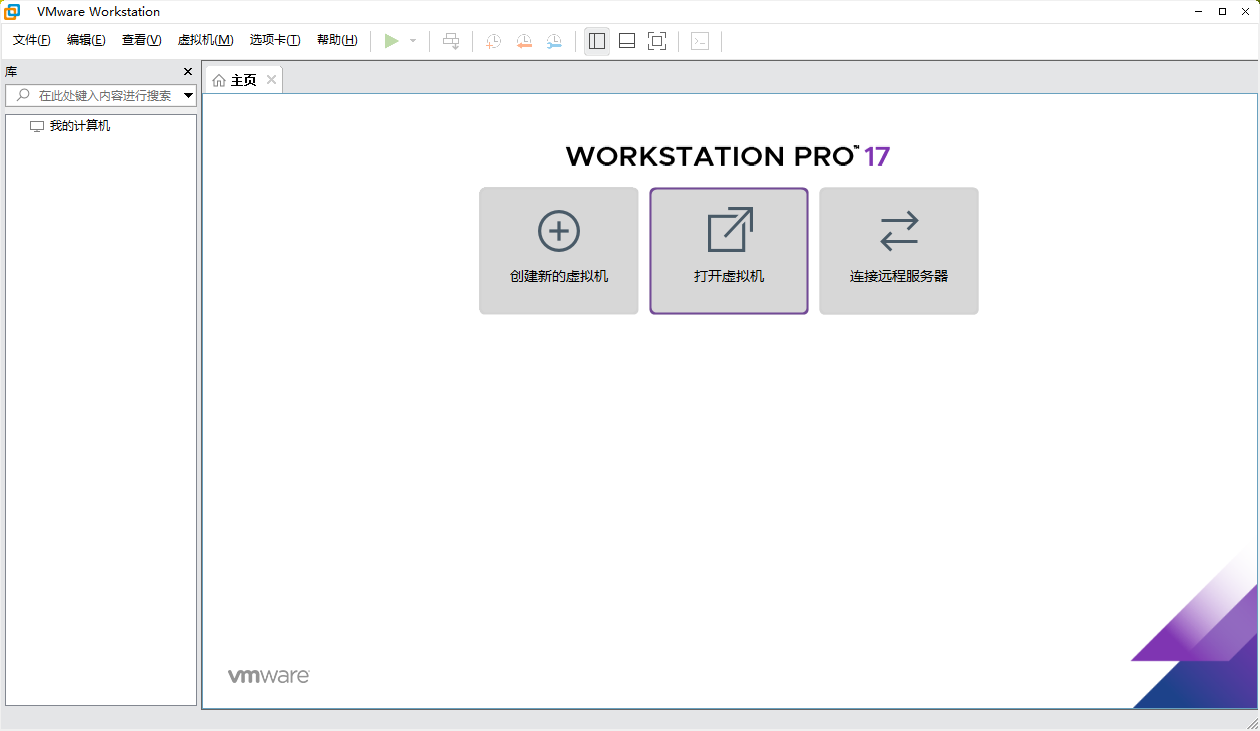 VMware Workstation
文件(F) 编辑(E) 查看(V) 虚拟机(M) 选项卡(T) 帮助(H)
库
主页
在此处键入内容进行搜索
我的计算机
WORKSTATION PRO™ 17
创建新的虚拟机
打开虚拟机
连接远程服务器
vmware